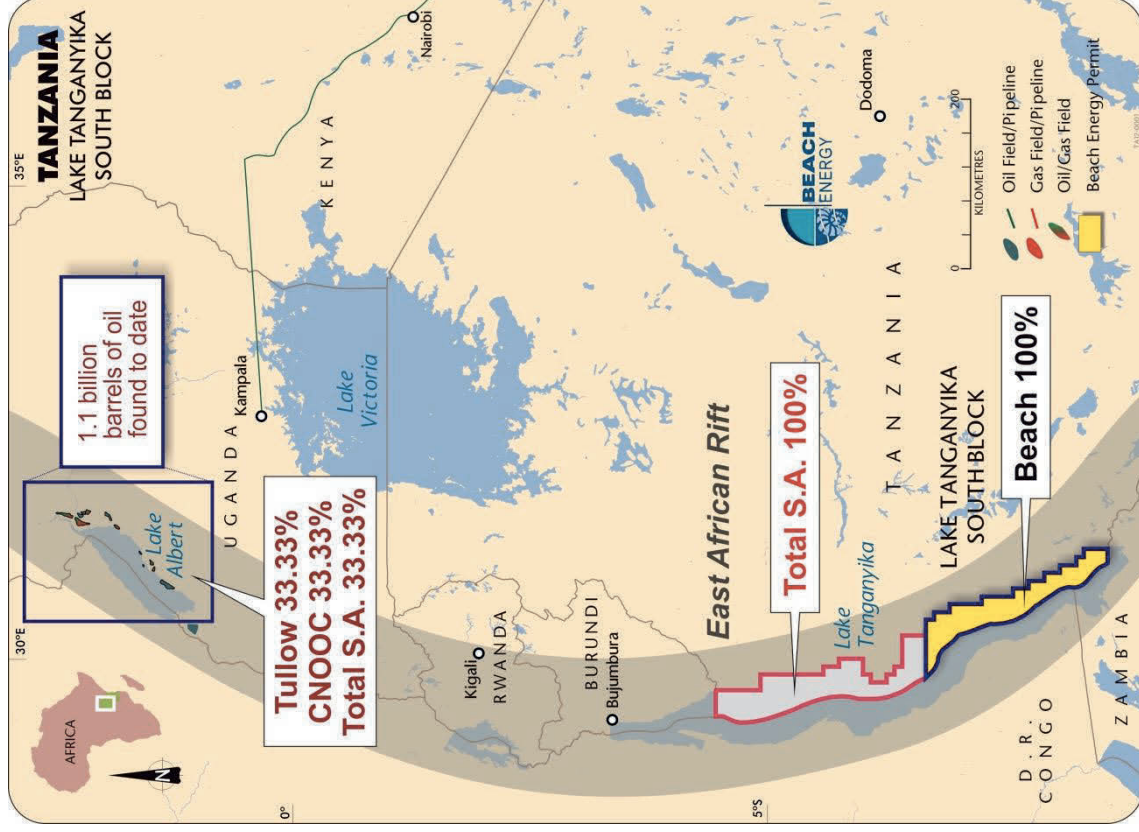 TANZANIA
LAKE TANGANYIKA
SOUTH BLOCK
AFRICA
N
30°E
35°E
0°
5°S
1.1 billion
barrels of oil
found to date
Lake
Albert
UGANDA
Kampala
Tullow 33.33%
CNOOC 33.33%
Total S.A. 33.33%
KENYA
Nairobi
Lake
Victoria
Kigali
RWANDA
BURUNDI
Bujumbura
East African Rift
Total S.A. 100%
Lake
Tanganyika
TANZANIA
LAKE TANGANYIKA
SOUTH BLOCK
Beach 100%
D.R.
CONGO
ZAMBIA
BEACH
ENERGY
Dodoma
0
200
KILOMETRES
Oil Field/Pipeline
Gas Field/Pipeline
Oil/Gas Field
Beach Energy Permit